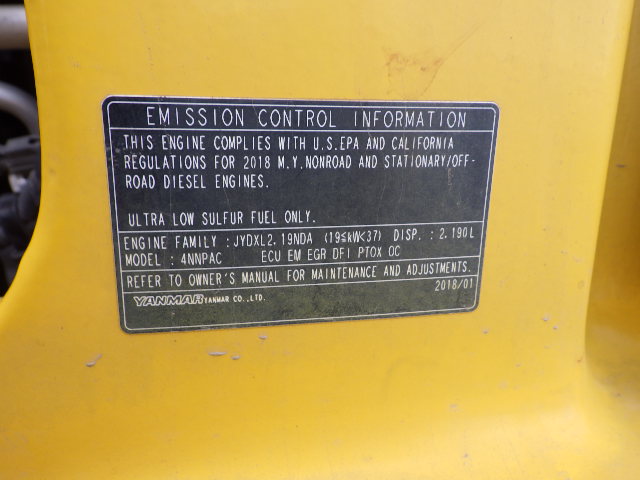 EMISSION CONTROL INFORMATION
THIS ENGINE COMPLIES WITH U.S.EPA AND CALIFORNIA
REGULATIONS FOR 2018 M.Y.NONROAD AND STATIONARY/OFF-
ROAD DIESEL ENGINES.
ULTRA LOW SULFUR FUEL ONLY.
ENGINE FAMILY : JYDXL2.19NDA (19≤kW<37) DISP. : 2.190L
MODEL : 4NNPAC ECU EM EGR DFI PTOX OC
REFER TO OWNER'S MANUAL FOR MAINTENANCE AND ADJUSTMENTS.
2018/01
YANMAR YANMAR CO.,LTD.